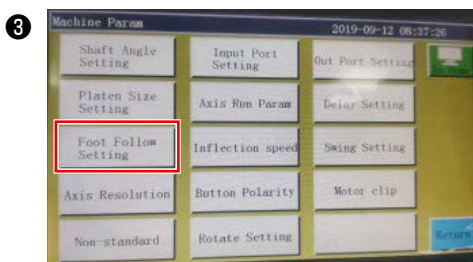 ❸
Machine Param
2019-09-12 08:37:26
Shaft Angle
Setting
Input Port
Setting
Out Port Setting
Platen Size
Setting
Axis Run Param
Delay Setting
Foot Follow
Setting
Inflection speed
Swing Setting
Axis Resolution
Button Polarity
Motor clip
Non-standard
Rotate Setting
Return